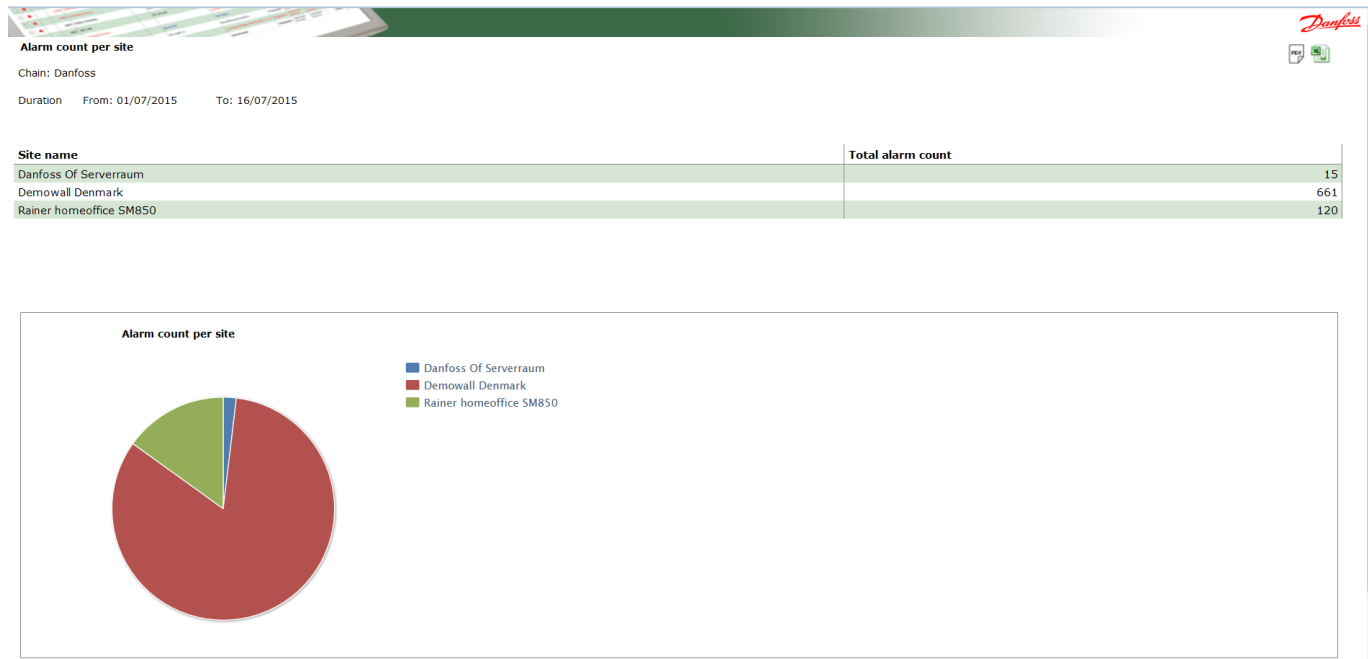 Danfoss
Alarm count per site
PDF
Chain: Danfoss
Duration From: 01/07/2015 To: 16/07/2015
Site name Total alarm count
Danfoss Of Serverraum 15
Demowall Denmark 661
Rainer homeoffice SM850 120
Alarm count per site
Danfoss Of Serverraum
Demowall Denmark
Rainer homeoffice SM850